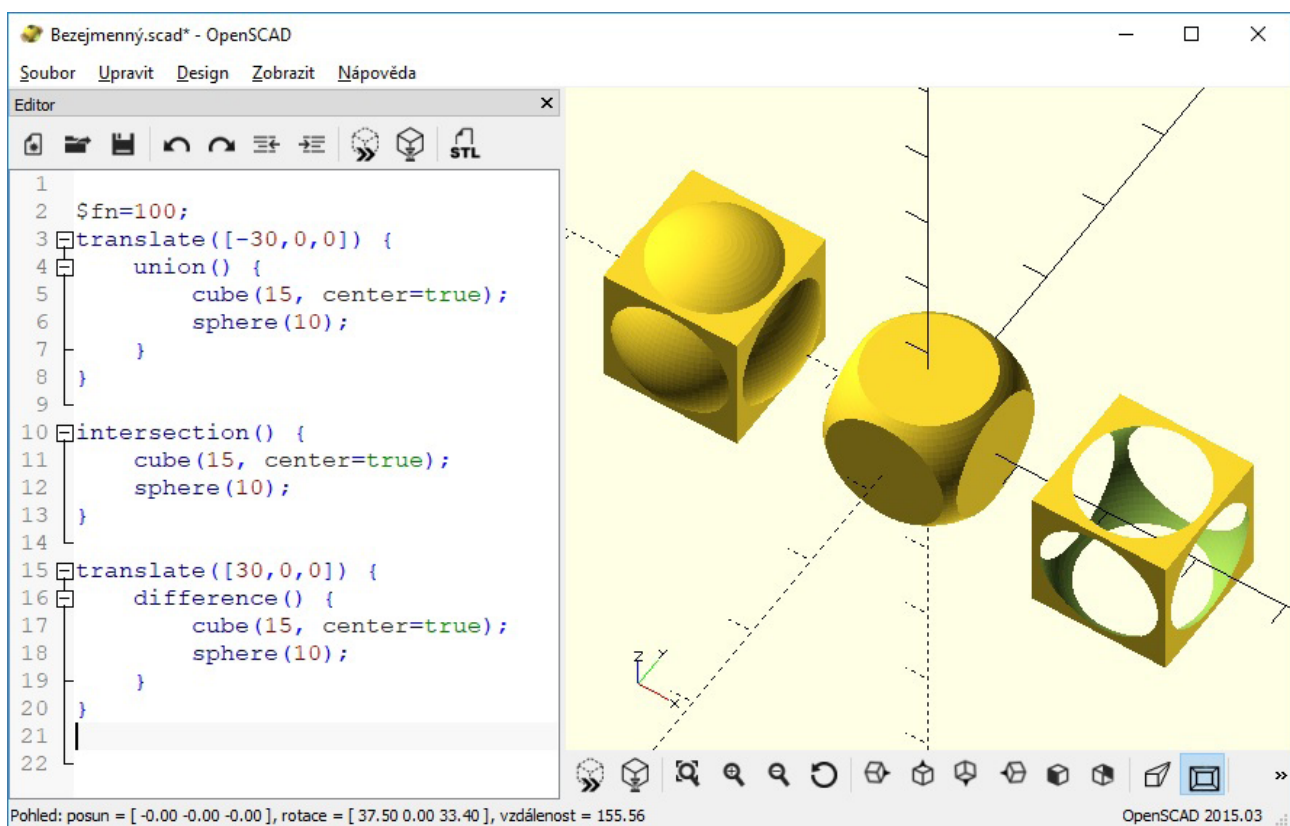 Bezejmenný.scad* - OpenSCAD
Soubor Upravit Design Zobrazit Nápověda
Editor
STL
1
2 $fn=100;
3 translate([-30,0,0]) {
4     union() {
5         cube(15, center=true);
6         sphere(10);
7     }
8 }
9
10 intersection() {
11     cube(15, center=true);
12     sphere(10);
13 }
14
15 translate([30,0,0]) {
16     difference() {
17         cube(15, center=true);
18         sphere(10);
19     }
20 }
21
22
Z Y
X
Pohled: posun = [ -0.00 -0.00 -0.00 ], rotace = [ 37.50 0.00 33.40 ], vzdálenost = 155.56 OpenSCAD 2015.03